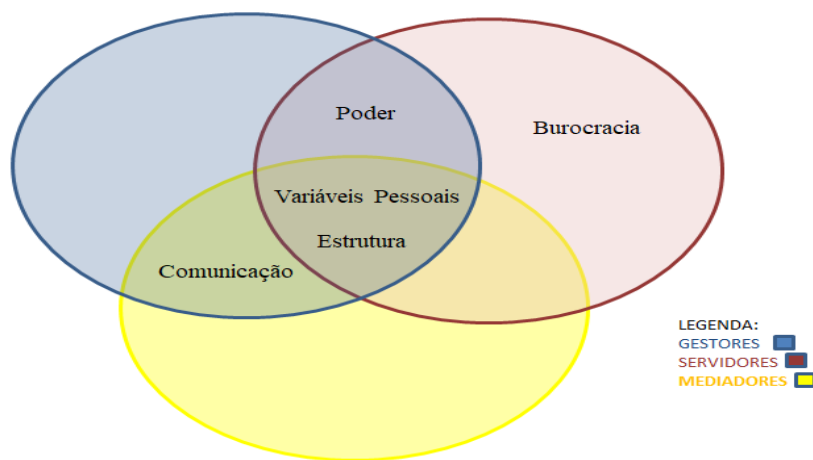 Poder
Burocracia
Variáveis Pessoais
Estrutura
Comunicação
LEGENDA:
GESTORES
SERVIDORES
MEDIADORES